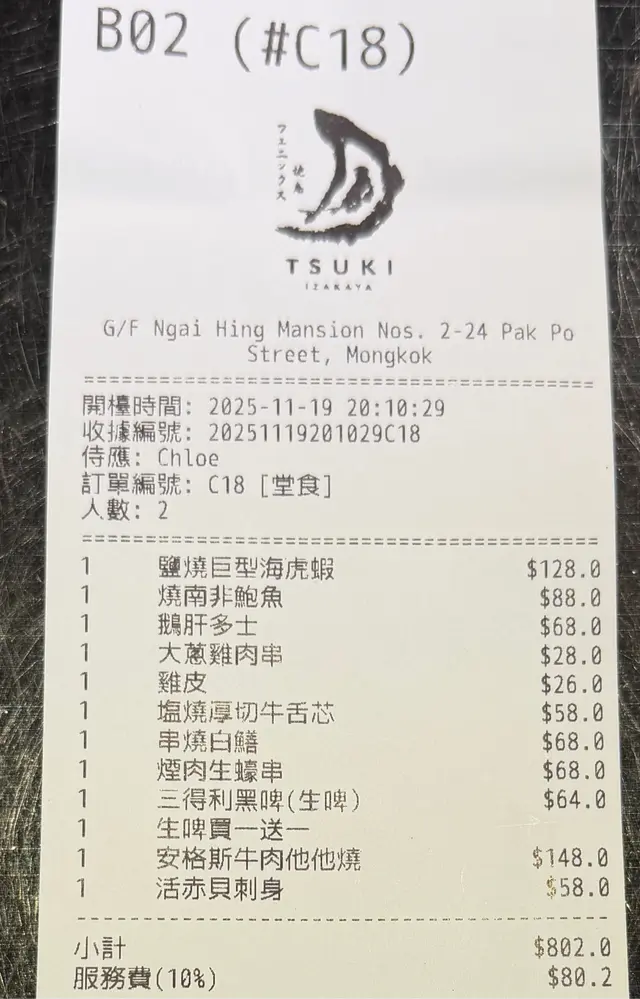 B02 (#C18)
フェニックス
焼鳥
TSUKI
IZAKAYA
G/F Ngai Hing Mansion Nos. 2-24 Pak Po
Street, Mongkok
========================================
開檯時間: 2025-11-19 20:10:29
收據編號: 20251119201029C18
侍應: Chloe
訂單編號: C18 [堂食]
人數: 2
========================================
1 鹽燒巨型海虎蝦 $128.0
1 燒南非鮑魚 $88.0
1 鵝肝多士 $68.0
1 大蔥雞肉串 $28.0
1 雞皮 $26.0
1 塩燒厚切牛舌芯 $58.0
1 串燒白鱔 $68.0
1 煙肉生蠔串 $68.0
1 三得利黑啤(生啤) $64.0
1 生啤買一送一
1 安格斯牛肉他他燒 $148.0
1 活赤貝刺身 $58.0
----------------------------------------
小計 $802.0
服務費(10%) $80.2